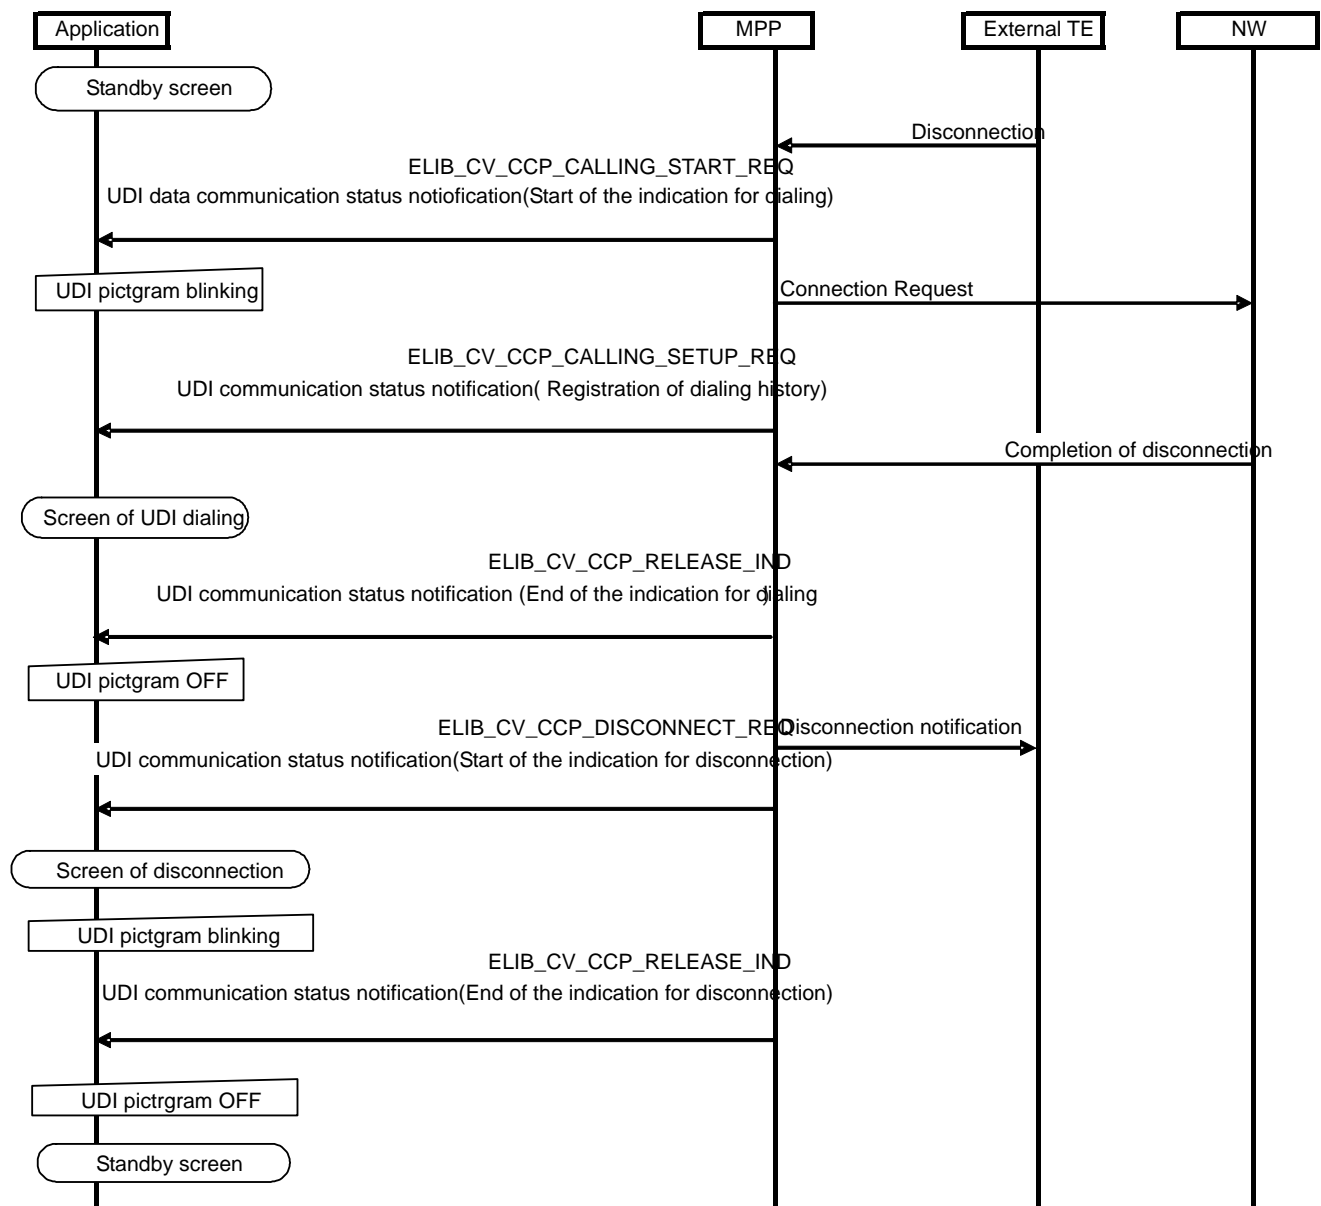 Application
MPP
External TE
NW
Standby screen
Disconnection
ELIB_CV_CCP_CALLING_START_REQ
UDI data communication status notiofication(Start of the indication for dialing)
UDI pictgram blinking
Connection Request
ELIB_CV_CCP_CALLING_SETUP_REQ
UDI communication status notification( Registration of dialing history)
Completion of disconnection
Screen of UDI dialing
ELIB_CV_CCP_RELEASE_IND
UDI communication status notification (End of the indication for dialing)
UDI pictgram OFF
ELIB_CV_CCP_DISCONNECT_REQ
Disconnection notification
UDI communication status notification(Start of the indication for disconnection)
Screen of disconnection
UDI pictgram blinking
ELIB_CV_CCP_RELEASE_IND
UDI communication status notification(End of the indication for disconnection)
UDI pictrgram OFF
Standby screen